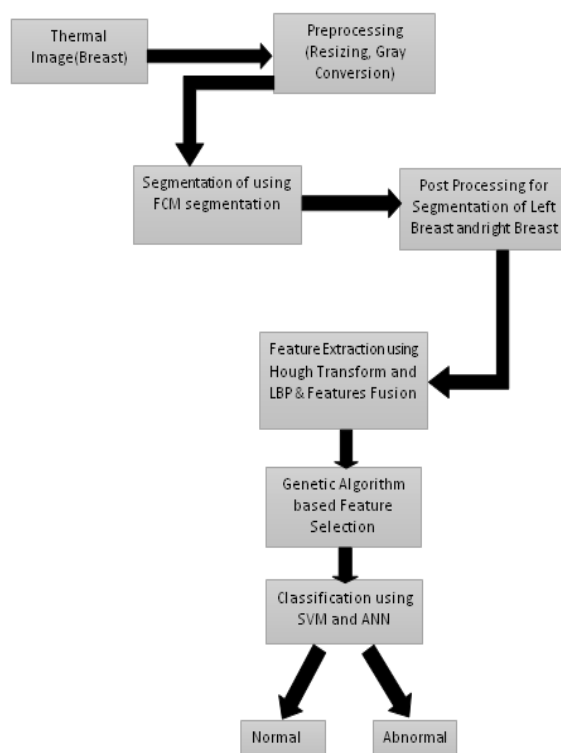 Thermal
Image(Breast)
Preprocessing
(Resizing, Gray
Conversion)
Segmentation of using
FCM segmentation
Post Processing for
Segmentation of Left
Breast and right Breast
Feature Extraction using
Hough Transform and
LBP & Features Fusion
Genetic Algorithm
based Feature
Selection
Classification using
SVM and ANN
Normal
Abnormal